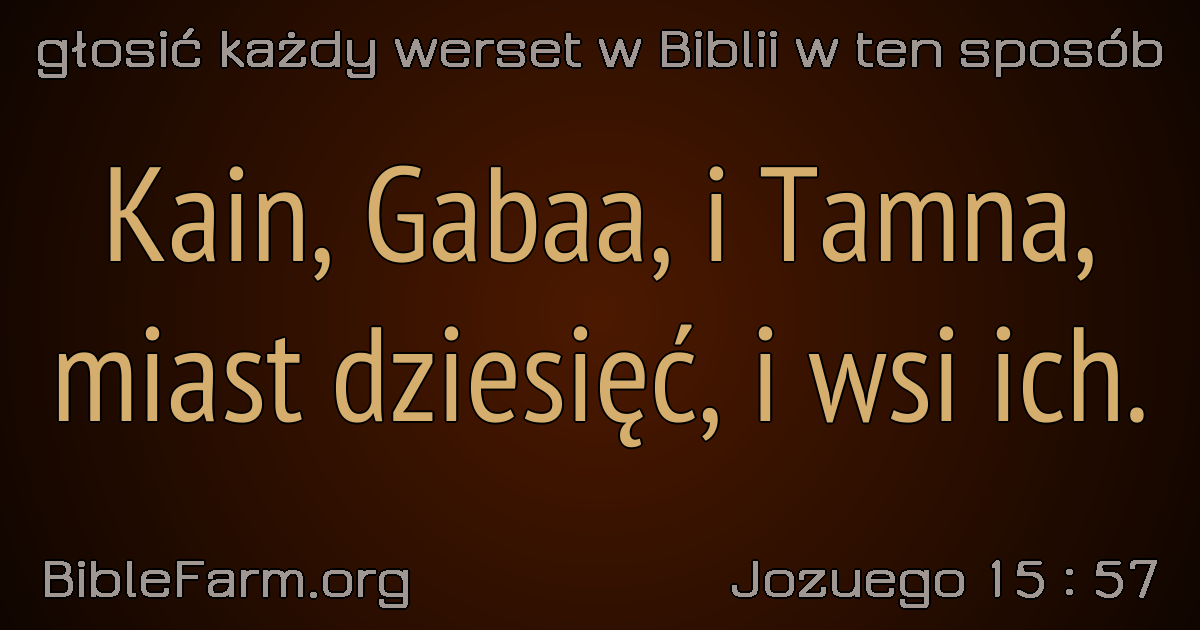 głosić każdy werset w Biblii w ten sposób
Kain, Gabaa, i Tamna,
miast dziesięć, i wsi ich.
BibleFarm.org
Jozuego 15 : 57